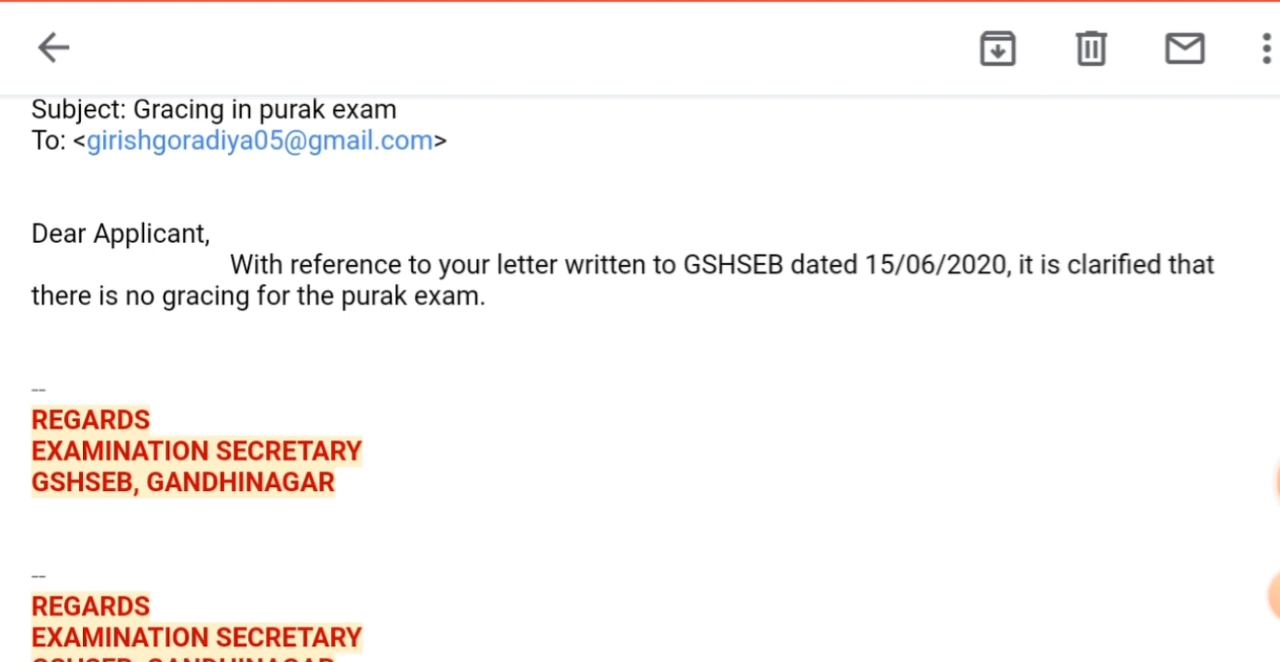 Subject: Gracing in purak exam
To: <girishgoradiya05@gmail.com>
Dear Applicant,
With reference to your letter written to GSHSEB dated 15/06/2020, it is clarified that
there is no gracing for the purak exam.
--
REGARDS
EXAMINATION SECRETARY
GSHSEB, GANDHINAGAR
--
REGARDS
EXAMINATION SECRETARY
GSHSEB, GANDHINAGAR